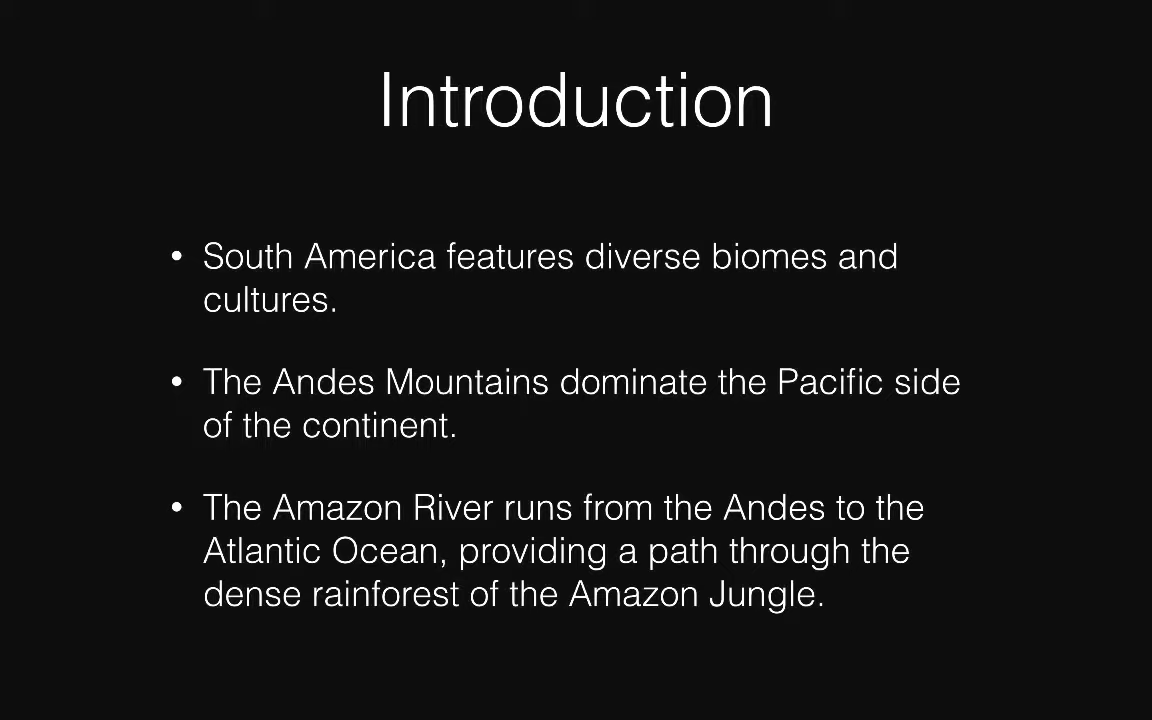 Introduction
• South America features diverse biomes and
cultures.
• The Andes Mountains dominate the Pacific side
of the continent.
• The Amazon River runs from the Andes to the
Atlantic Ocean, providing a path through the
dense rainforest of the Amazon Jungle.